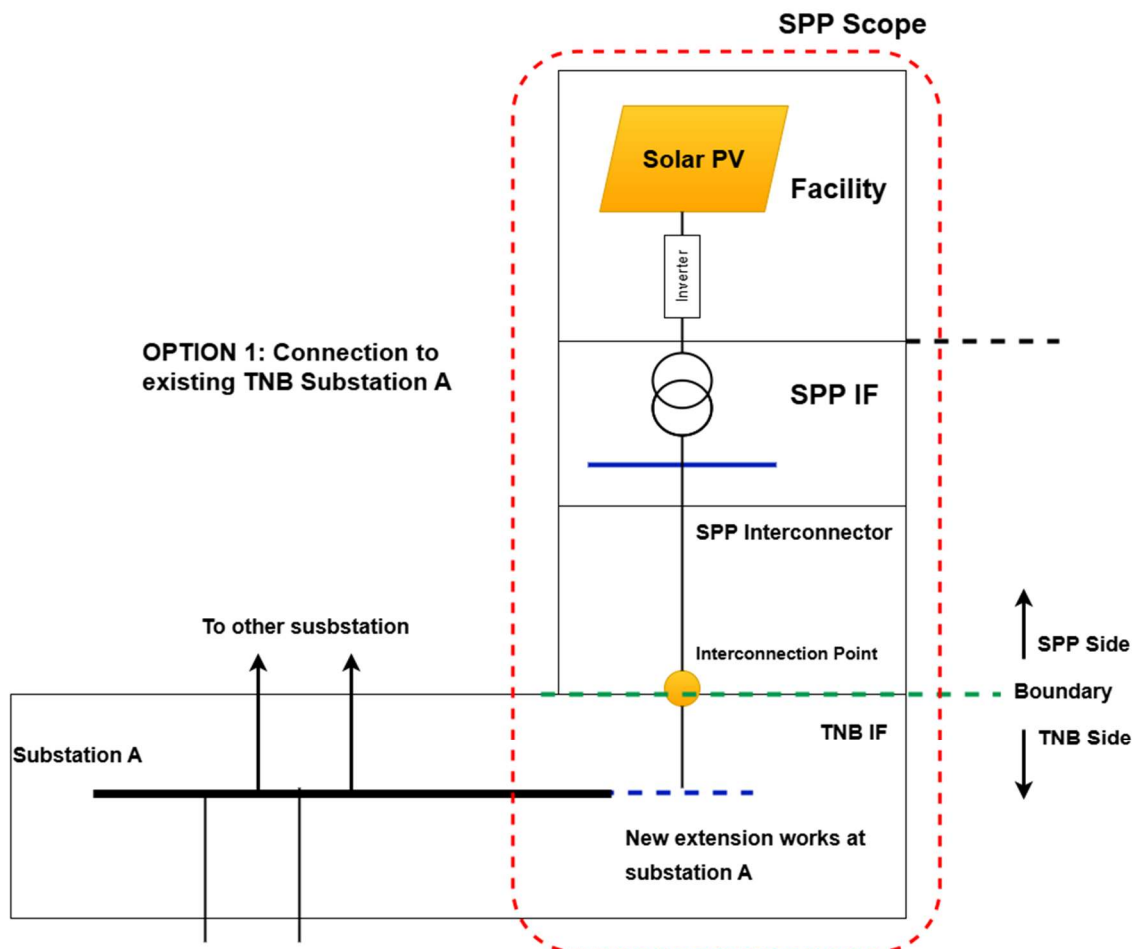 SPP Scope
Solar PV
Facility
Inverter
OPTION 1: Connection to
existing TNB Substation A
SPP IF
SPP Interconnector
To other susbstation
Interconnection Point
SPP Side
Boundary
TNB Side
TNB IF
Substation A
New extension works at
substation A